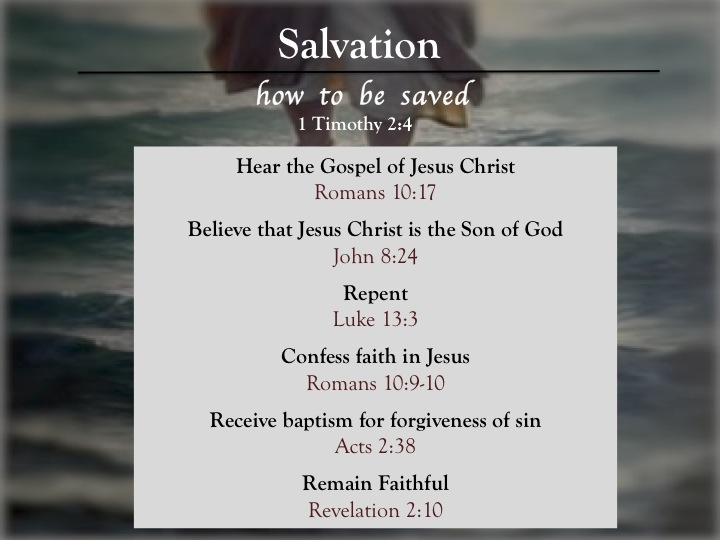 Salvation
how to be saved
1 Timothy 2:4
Hear the Gospel of Jesus Christ
Romans 10:17
Believe that Jesus Christ is the Son of God
John 8:24
Repent
Luke 13:3
Confess faith in Jesus
Romans 10:9-10
Receive baptism for forgiveness of sin
Acts 2:38
Remain Faithful
Revelation 2:10